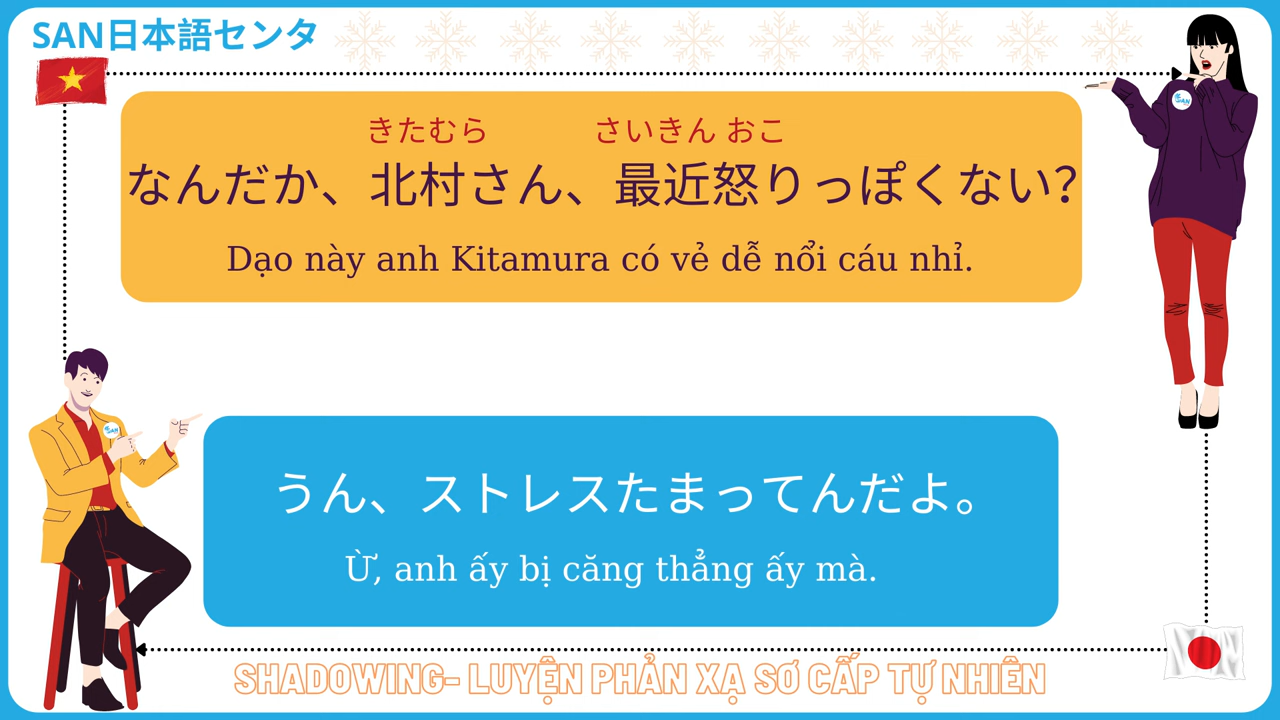 SAN日本語センタ
きたむら さいきん おこ
なんだか、北村さん、最近怒りっぽくない?
Dạo này anh Kitamura có vẻ dễ nổi cáu nhỉ.
うん、ストレスたまってんだよ。
Ừ, anh ấy bị căng thẳng ấy mà.
SHADOWING- LUYỆN PHẢN XẠ SƠ CẤP TỰ NHIÊN